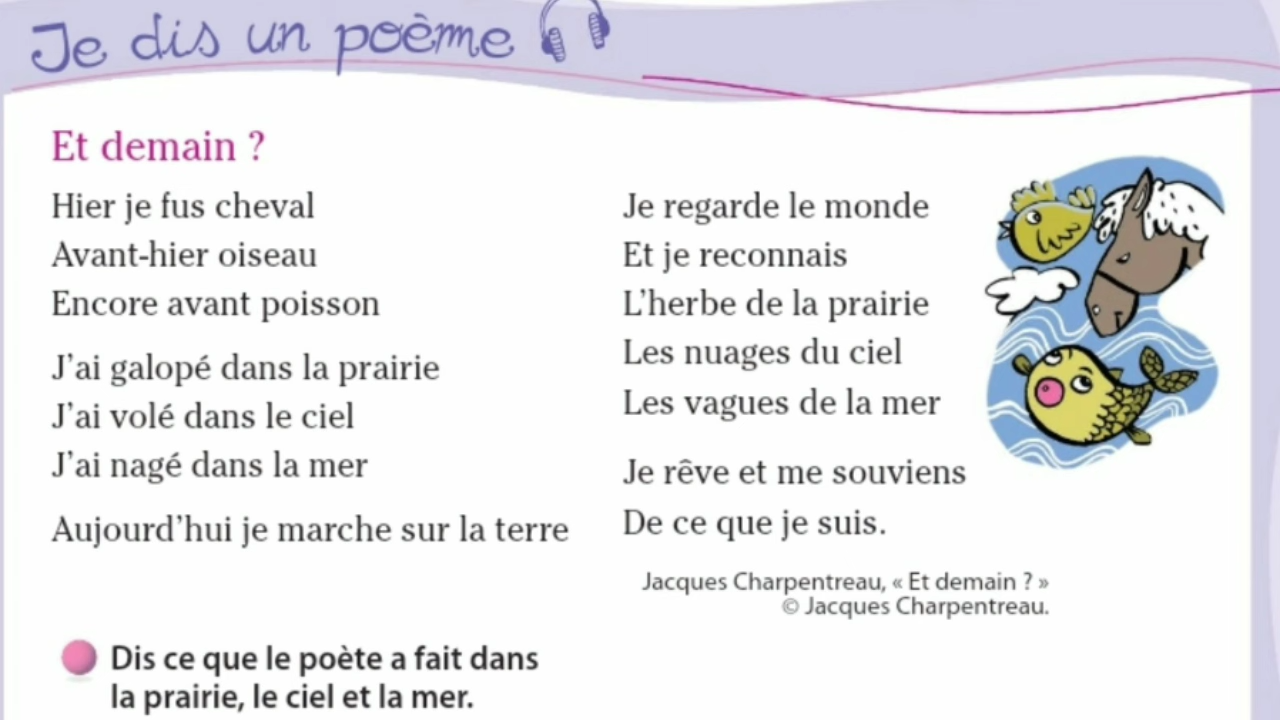 Je dis un poème
Et demain ?
Hier je fus cheval
Avant-hier oiseau
Encore avant poisson
J'ai galopé dans la prairie
J'ai volé dans le ciel
J'ai nagé dans la mer
Aujourd'hui je marche sur la terre
Je regarde le monde
Et je reconnais
L'herbe de la prairie
Les nuages du ciel
Les vagues de la mer
Je rêve et me souviens
De ce que je suis.
Jacques Charpentreau, « Et demain ? »
© Jacques Charpentreau.
Dis ce que le poète a fait dans
la prairie, le ciel et la mer.